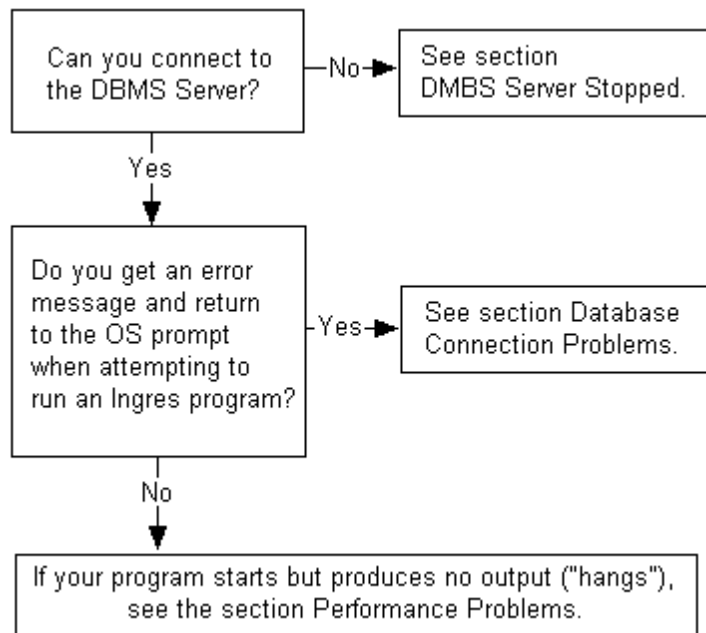 Can you connect to
the DBMS Server?
No
See section
DMBS Server Stopped.
Yes
Do you get an error
message and return
to the OS prompt
when attempting to
run an Ingres program?
Yes
See section Database
Connection Problems.
No
If your program starts but produces no output ("hangs"),
see the section Performance Problems.